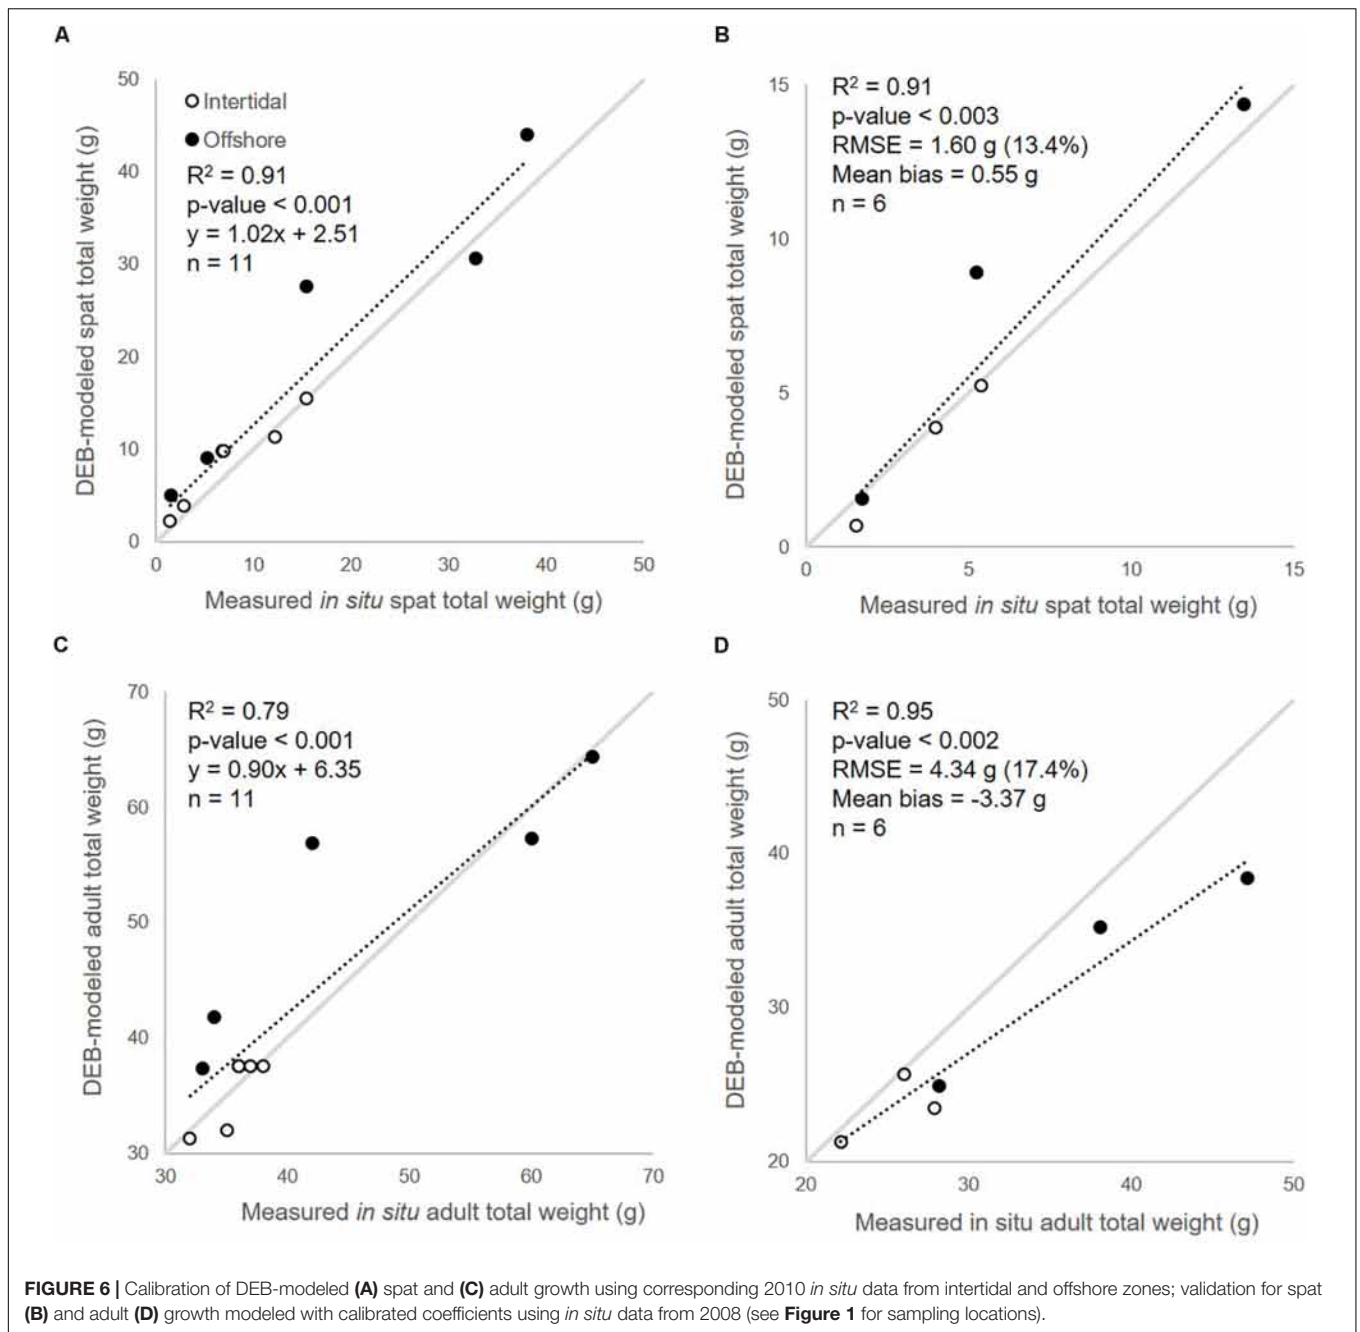 A
50
40
30
20
10
0
0 10 20 30 40 50
DEB-modeled spat total weight (g)
Intertidal
Offshore
R² = 0.91
p-value < 0.001
y = 1.02x + 2.51
n = 11
Measured in situ spat total weight (g)
B
15
10
5
0
0 5 10 15
DEB-modeled spat total weight (g)
R² = 0.91
p-value < 0.003
RMSE = 1.60 g (13.4%)
Mean bias = 0.55 g
n = 6
Measured in situ spat total weight (g)
C
70
60
50
40
30
30 40 50 60 70
DEB-modeled adult total weight (g)
R² = 0.79
p-value < 0.001
y = 0.90x + 6.35
n = 11
Measured in situ adult total weight (g)
D
50
40
30
20
20 30 40 50
DEB-modeled adult total weight (g)
R² = 0.95
p-value < 0.002
RMSE = 4.34 g (17.4%)
Mean bias = -3.37 g
n = 6
Measured in situ adult total weight (g)
FIGURE 6 | Calibration of DEB-modeled (A) spat and (C) adult growth using corresponding 2010 in situ data from intertidal and offshore zones; validation for spat
(B) and adult (D) growth modeled with calibrated coefficients using in situ data from 2008 (see Figure 1 for sampling locations).